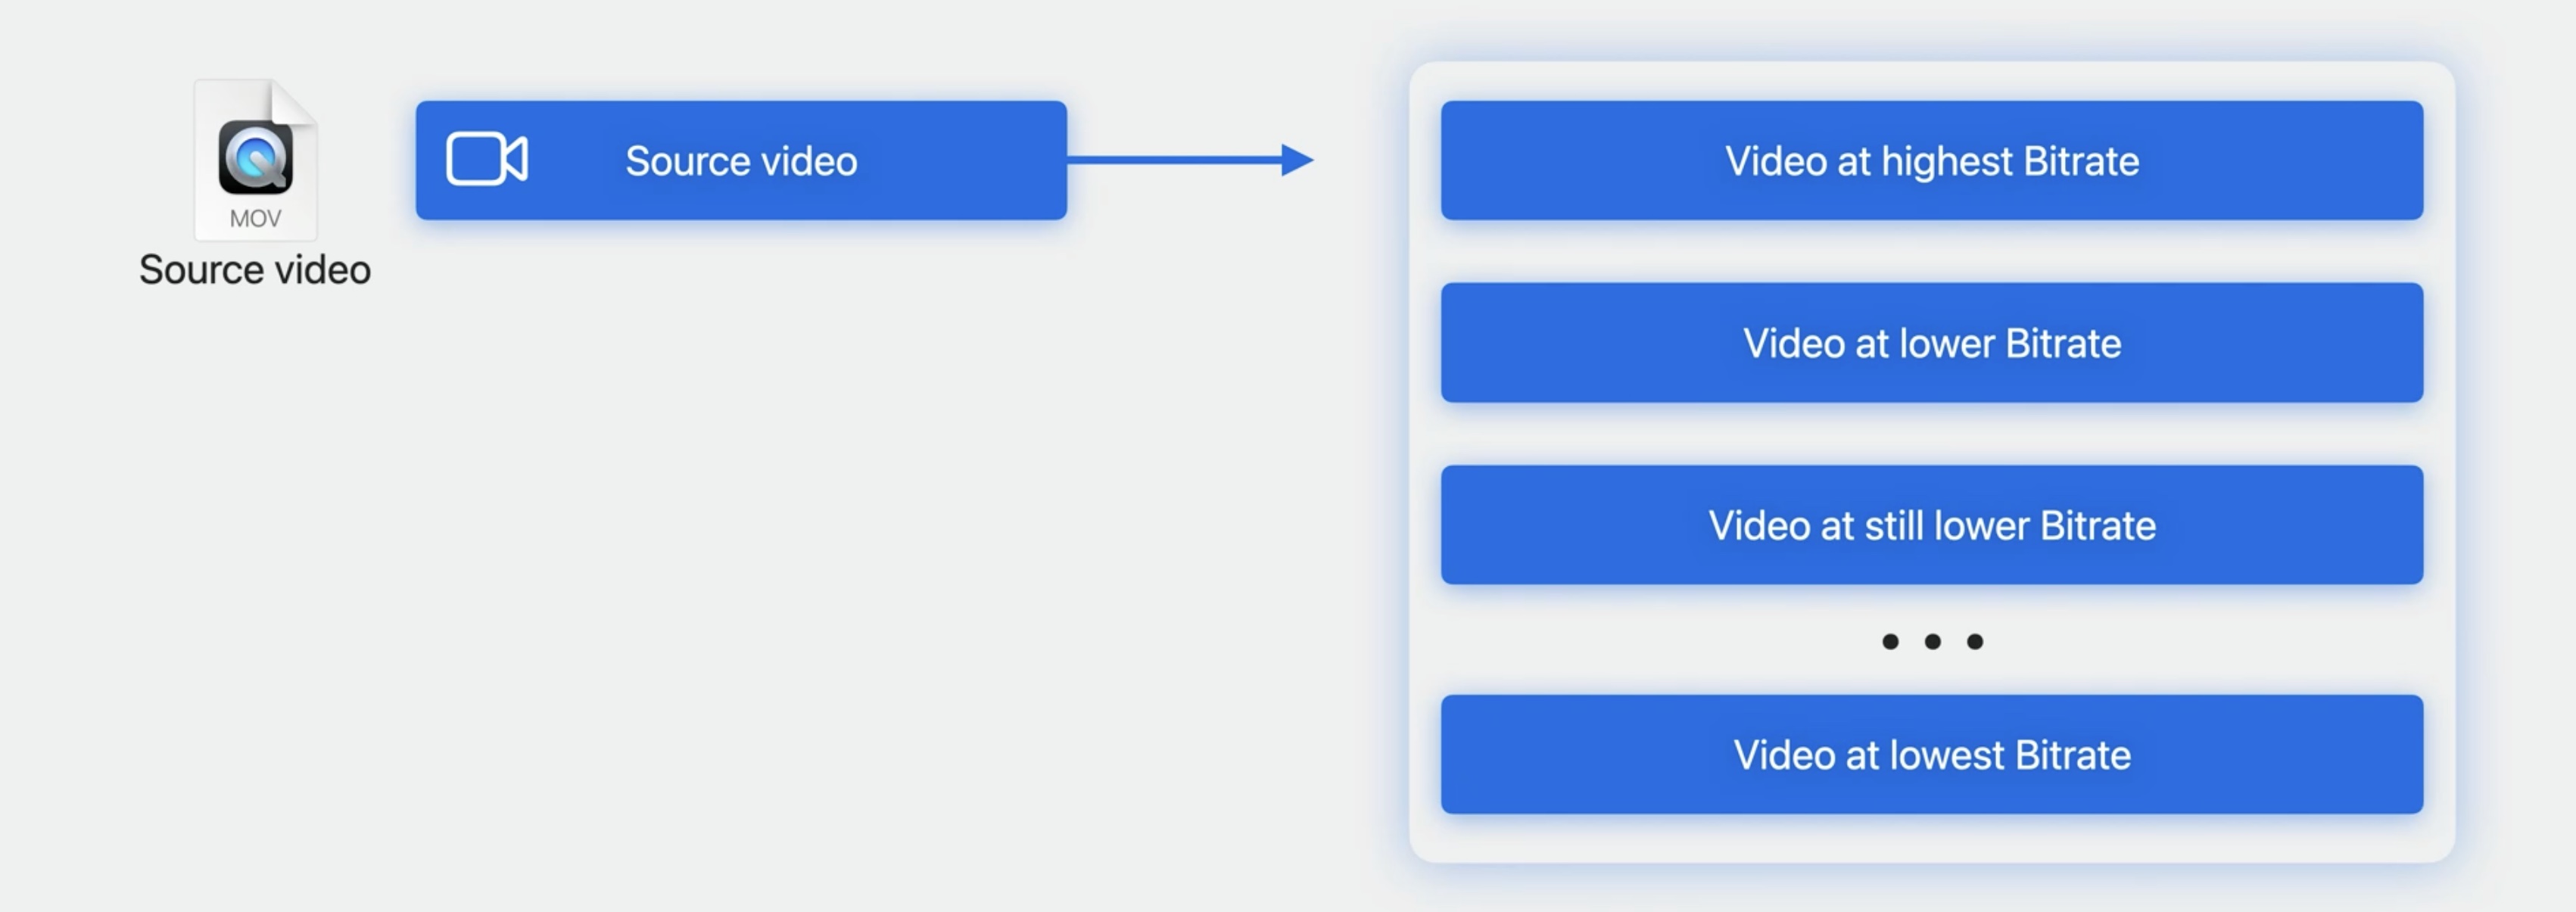 MOV
Source video
Source video
Video at highest Bitrate
Video at lower Bitrate
Video at still lower Bitrate
• • •
Video at lowest Bitrate